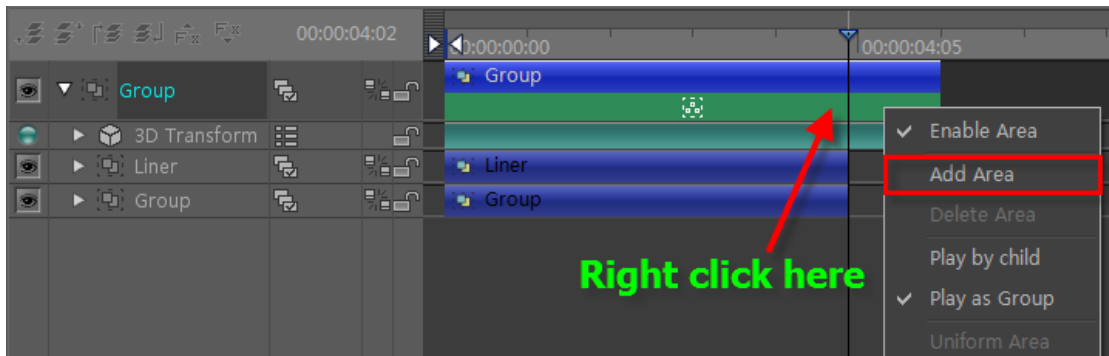 00:00:04:02
0:00:00:00
00:00:04:05
Group
Group
3D Transform
Liner
Liner
Group
Group
Enable Area
Add Area
Delete Area
Play by child
Play as Group
Uniform Area
Right click here